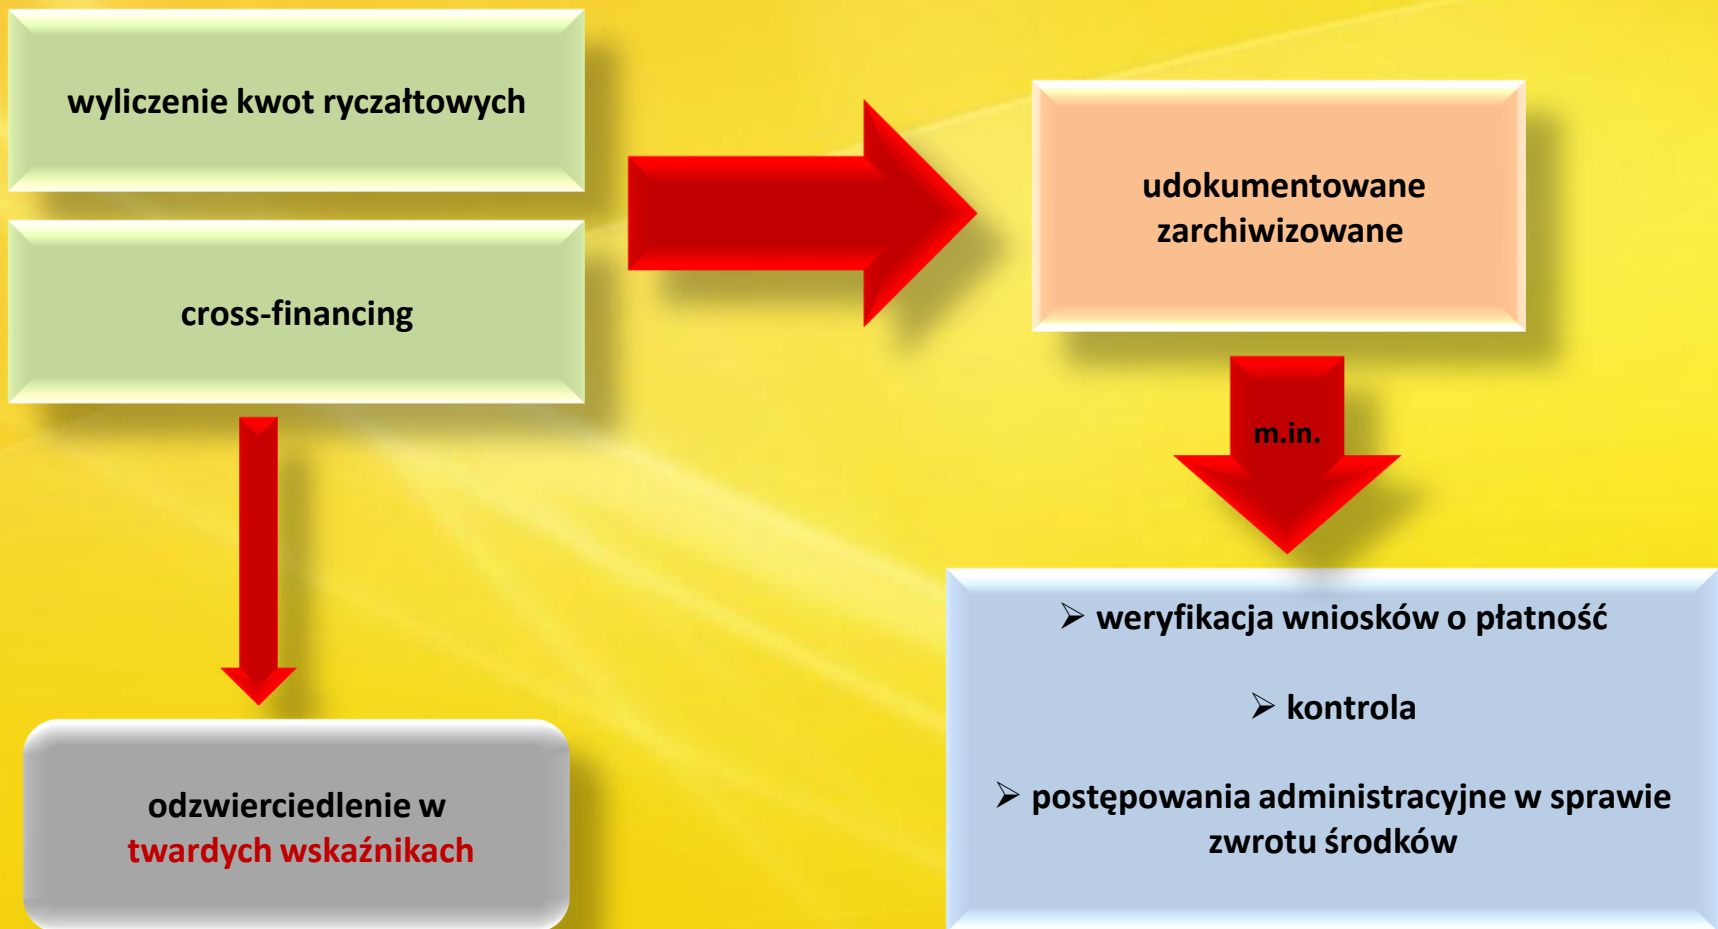 wyliczenie kwot ryczałtowych
cross-financing
udokumentowane
zarchiwizowane
m.in.
odzwierciedlenie w
twardych wskaźnikach
➢ weryfikacja wniosków o płatność
➢ kontrola
➢ postępowania administracyjne w sprawie
zwrotu środków